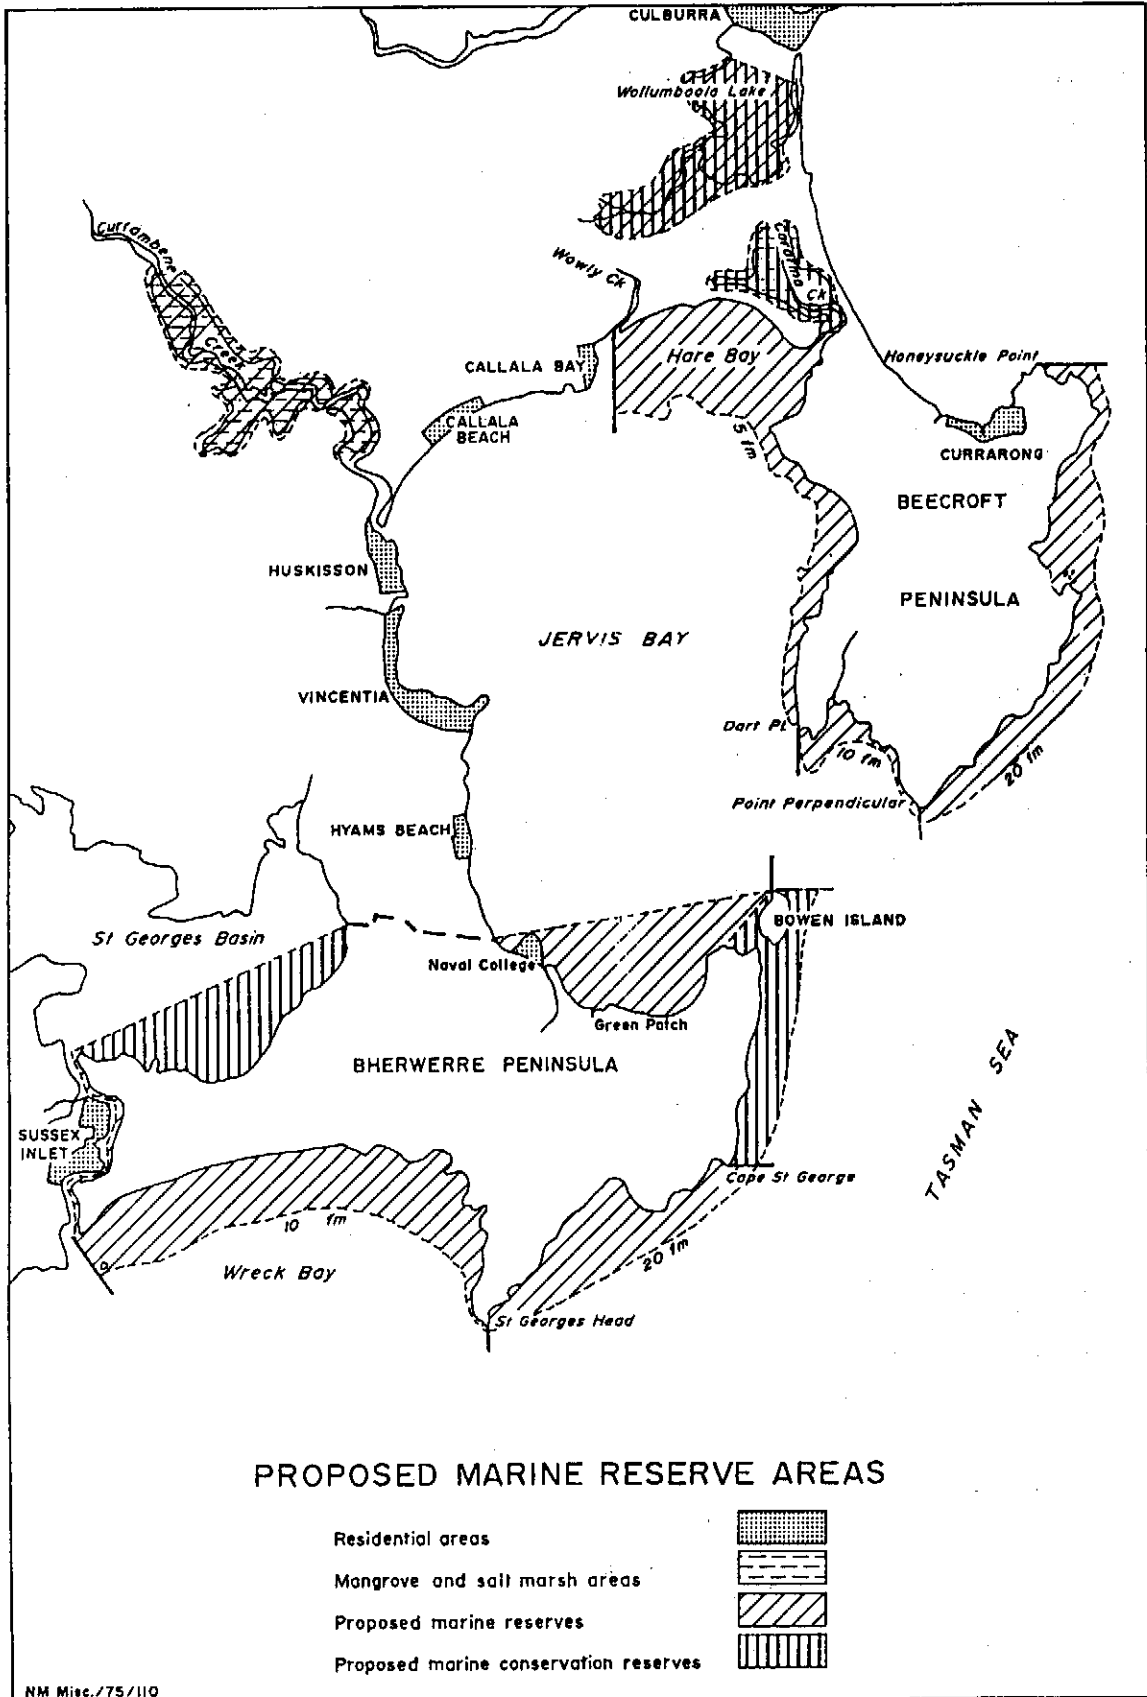 CULBURRA
Wollumboola Lake
Currambene
Creek
Wowly Ck
Cararma
Ck
Hare Bay
Honeysuckle Point
CALLALA BAY
CALLALA
BEACH
5 fm
CURRARONG
BEECROFT
PENINSULA
HUSKISSON
JERVIS BAY
VINCENTIA
Dart Pt.
10 fm
20 fm
Point Perpendicular
HYAMS BEACH
BOWEN ISLAND
St Georges Basin
Naval College
Green Patch
BHERWERRE PENINSULA
TASMAN SEA
SUSSEX
INLET
Cape St George
10 fm
20 fm
Wreck Bay
St Georges Head
PROPOSED MARINE RESERVE AREAS
Residential areas
Mangrove and salt marsh areas
Proposed marine reserves
Proposed marine conservation reserves
NM Misc./75/110